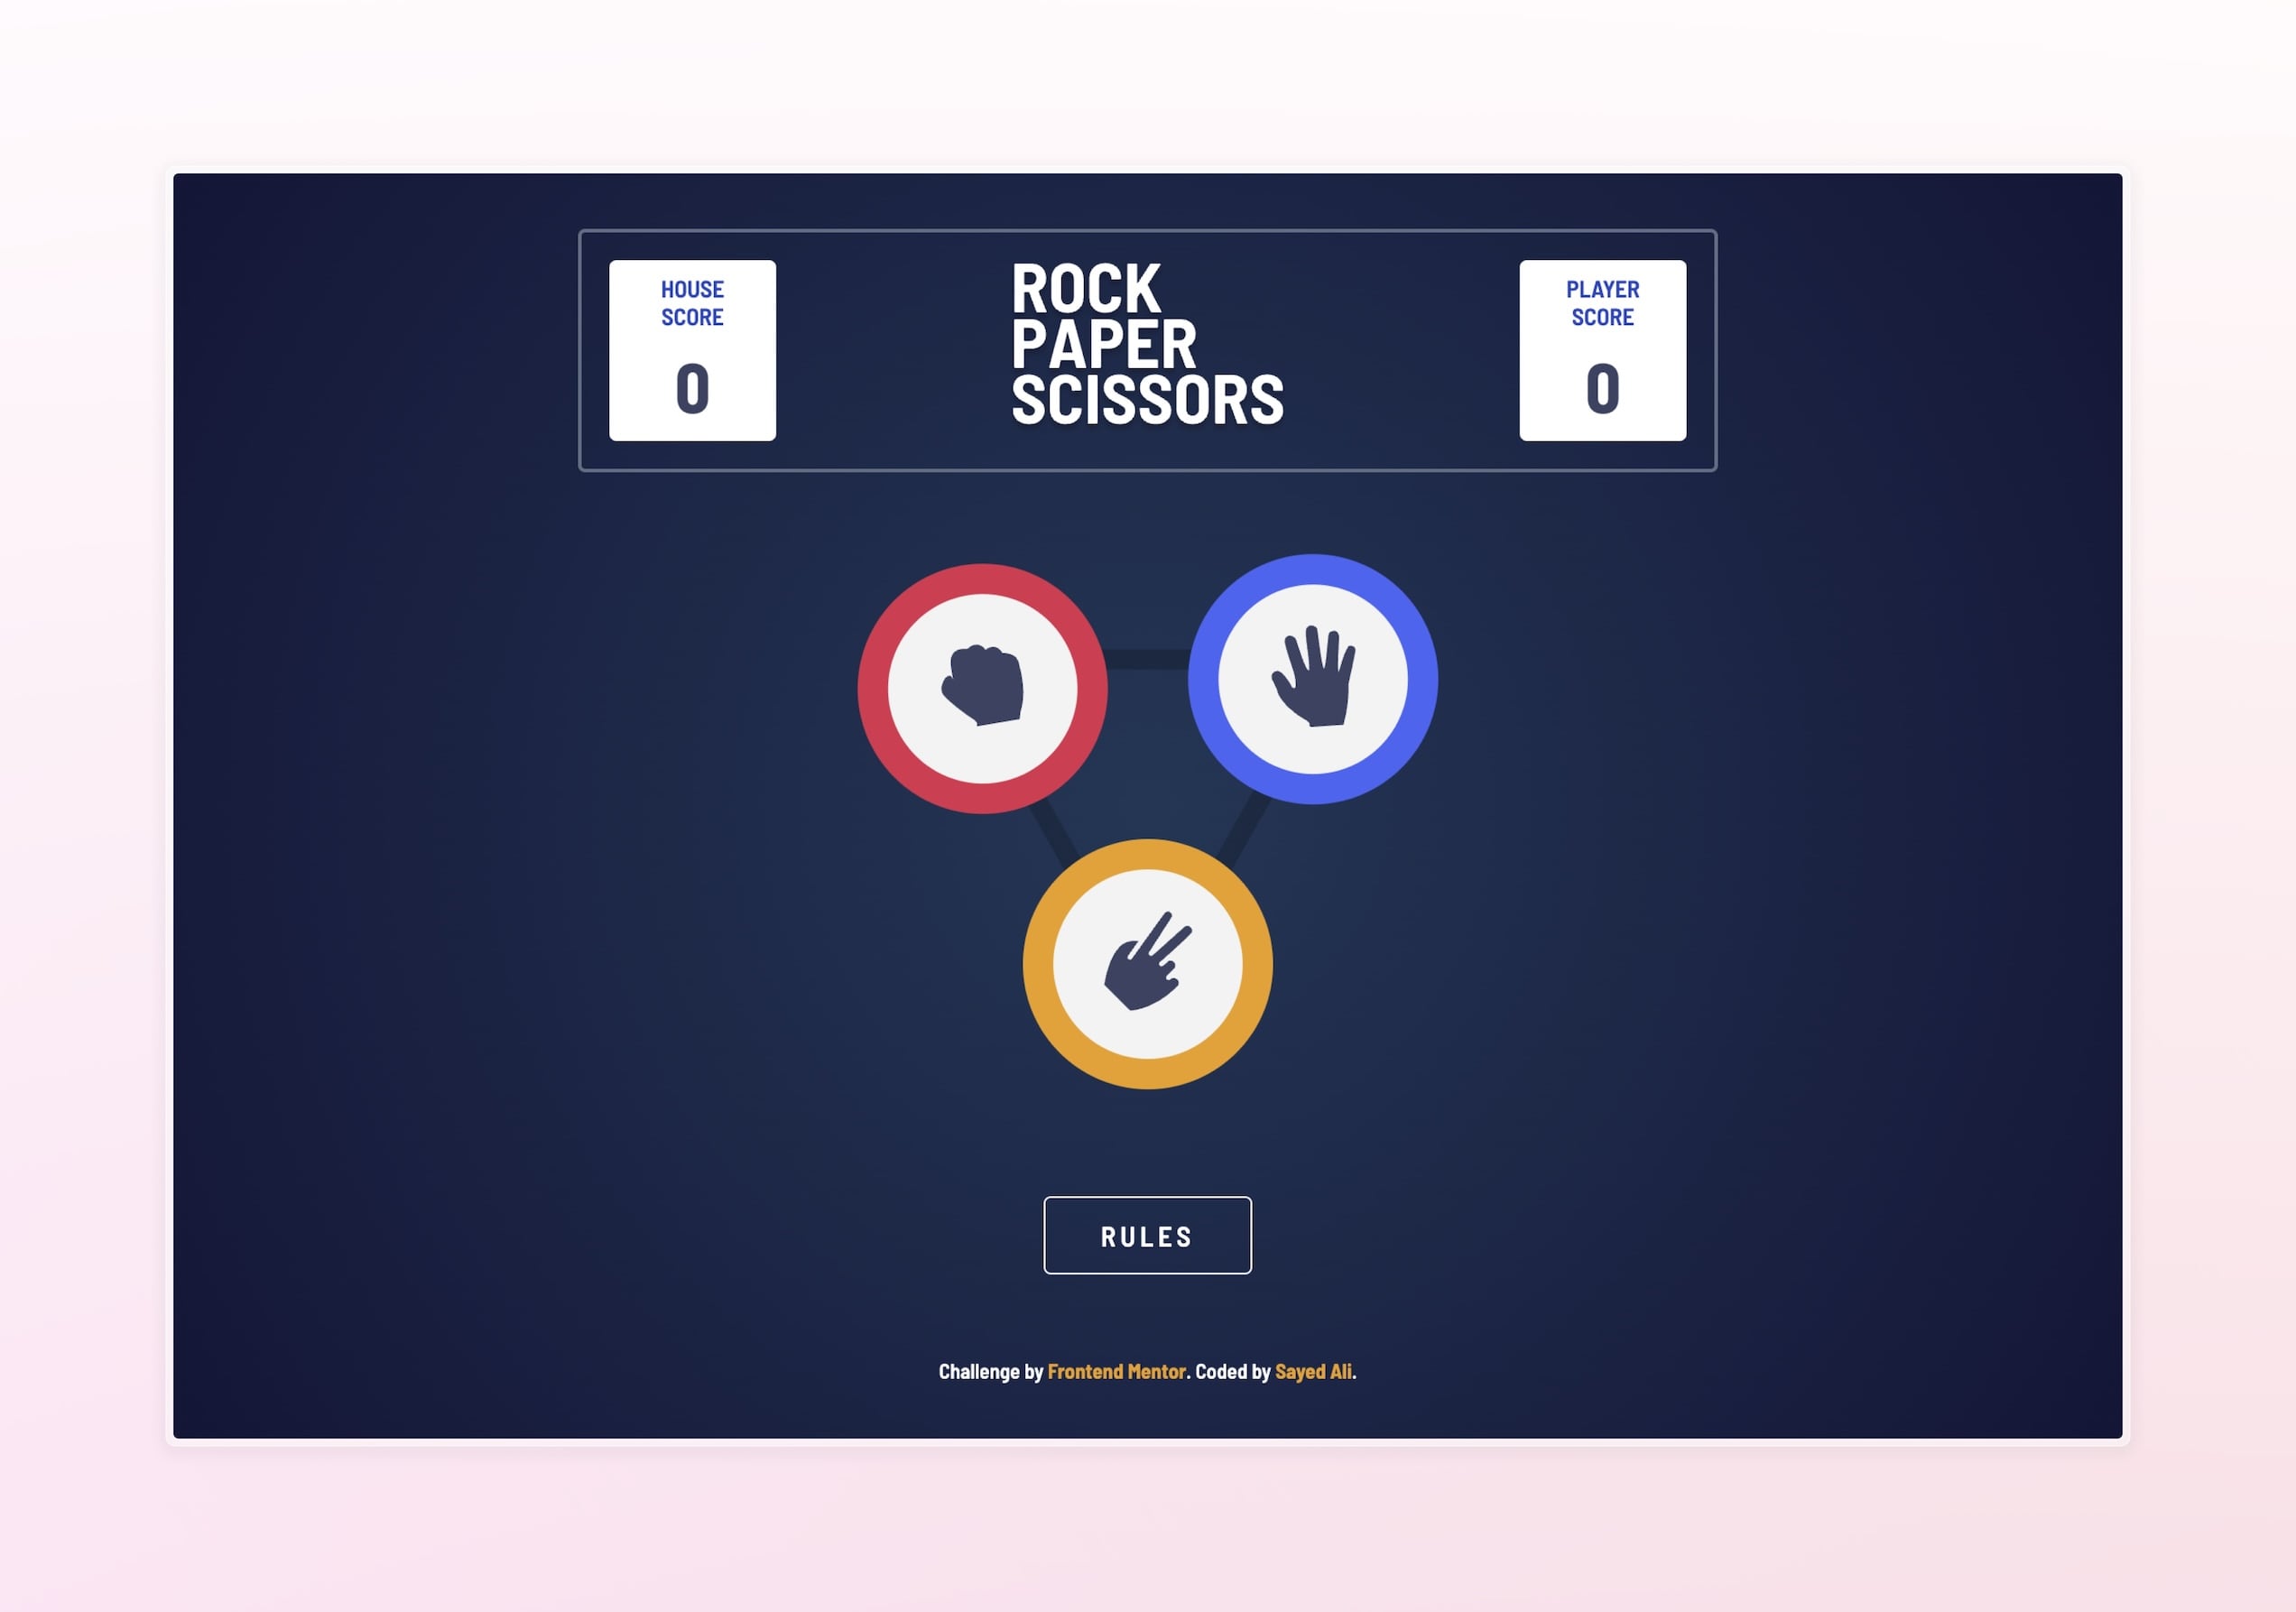 HOUSE
SCORE
0
ROCK
PAPER
SCISSORS
PLAYER
SCORE
0
RULES
Challenge by Frontend Mentor. Coded by Sayed Ali.